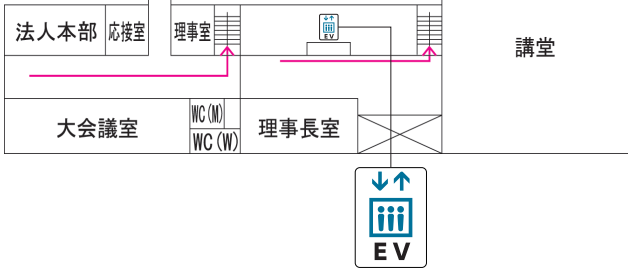 法人本部 応接室 理事室
EV
講堂
大会議室 WC(M) 理事長室
WC(W)
EV